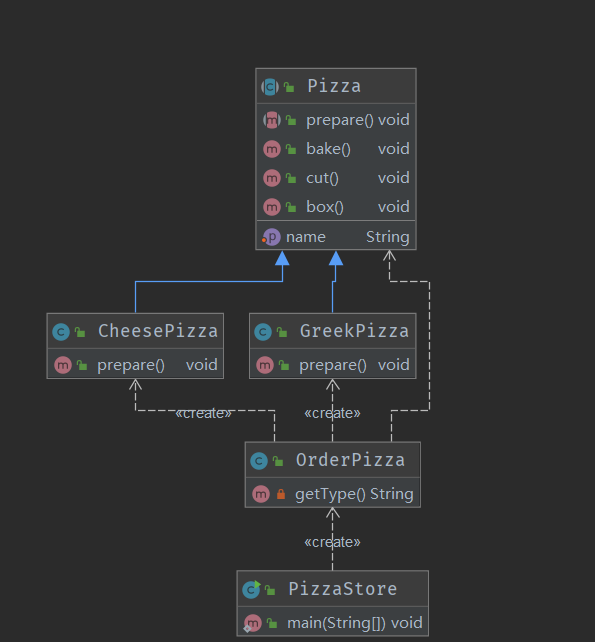 Pizza
prepare() void
bake() void
cut() void
box() void
name String
CheesePizza
prepare() void
GreekPizza
prepare() void
«create»
«create»
OrderPizza
getType() String
«create»
PizzaStore
main(String[]) void